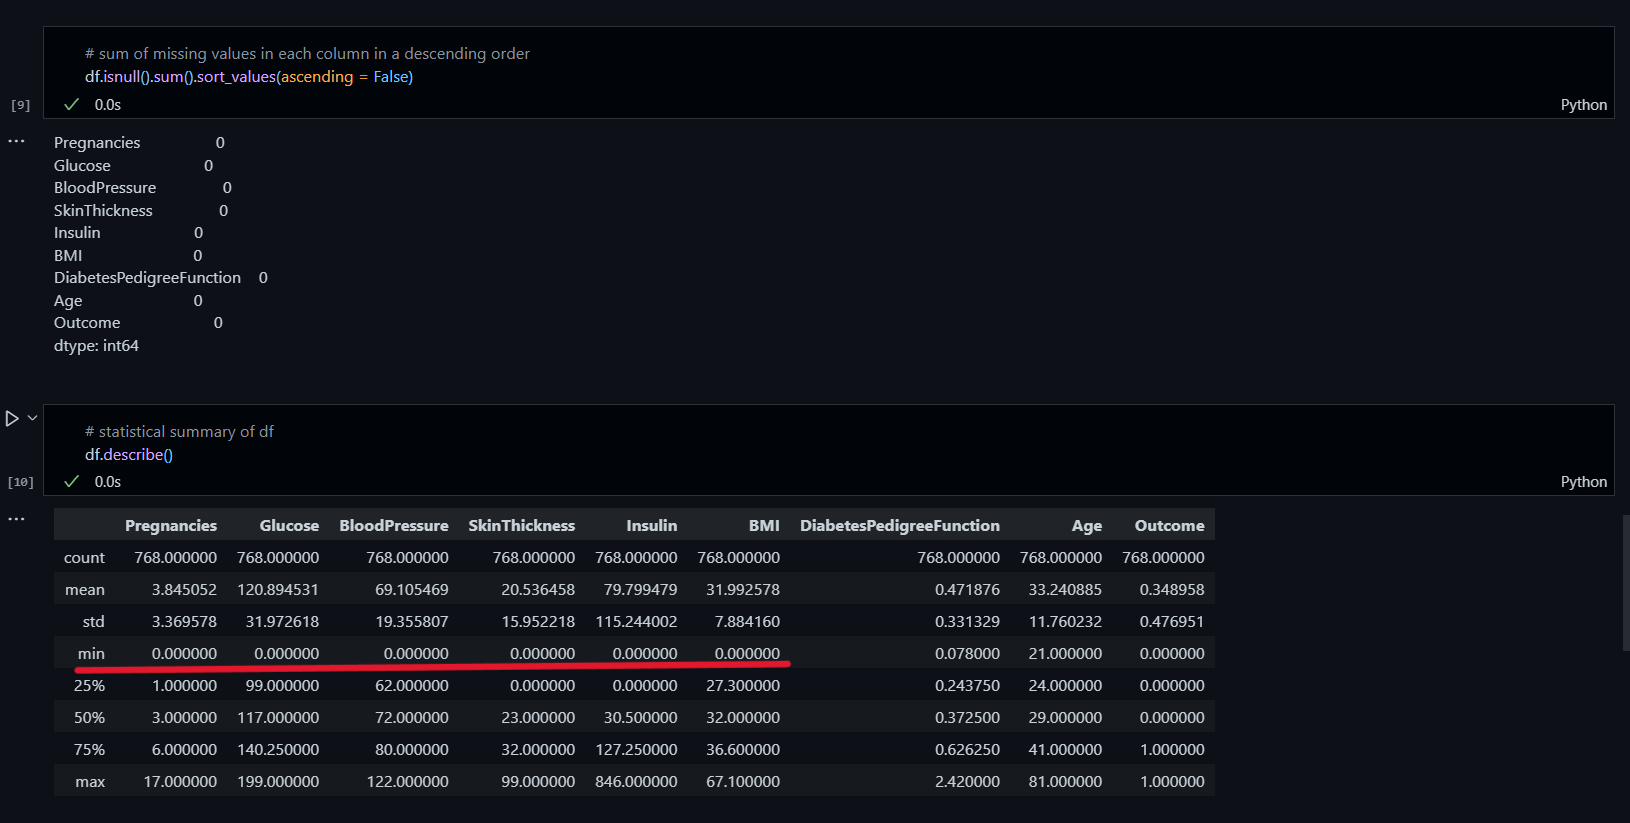 # sum of missing values in each column in a descending order
df.isnull().sum().sort_values(ascending = False)
[9] 0.0s Python
Pregnancies 0
Glucose 0
BloodPressure 0
SkinThickness 0
Insulin 0
BMI 0
DiabetesPedigreeFunction 0
Age 0
Outcome 0
dtype: int64
# statistical summary of df
df.describe()
[10] 0.0s Python
Pregnancies Glucose BloodPressure SkinThickness Insulin BMI DiabetesPedigreeFunction Age Outcome
count 768.000000 768.000000 768.000000 768.000000 768.000000 768.000000 768.000000 768.000000 768.000000
mean 3.845052 120.894531 69.105469 20.536458 79.799479 31.992578 0.471876 33.240885 0.348958
std 3.369578 31.972618 19.355807 15.952218 115.244002 7.884160 0.331329 11.760232 0.476951
min 0.000000 0.000000 0.000000 0.000000 0.000000 0.000000 0.078000 21.000000 0.000000
25% 1.000000 99.000000 62.000000 0.000000 0.000000 27.300000 0.243750 24.000000 0.000000
50% 3.000000 117.000000 72.000000 23.000000 30.500000 32.000000 0.372500 29.000000 0.000000
75% 6.000000 140.250000 80.000000 32.000000 127.250000 36.600000 0.626250 41.000000 1.000000
max 17.000000 199.000000 122.000000 99.000000 846.000000 67.100000 2.420000 81.000000 1.000000